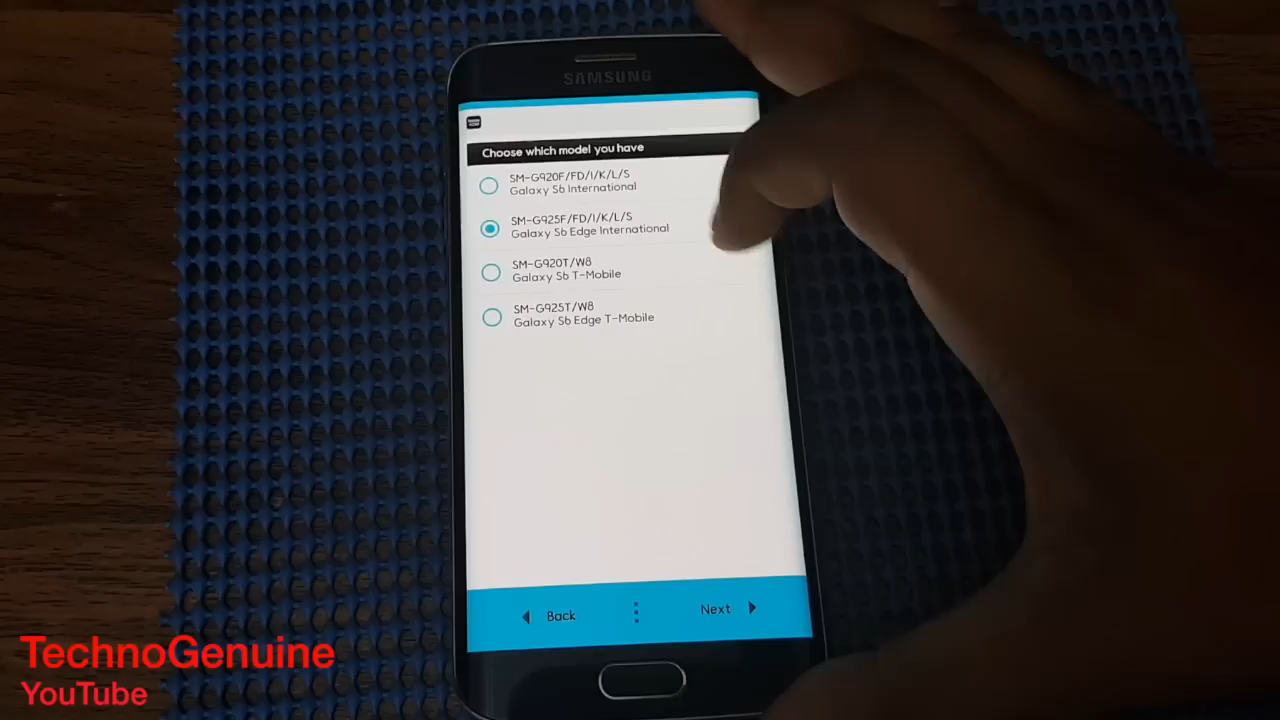 SAMSUNG
Choose which model you have
SM-G920F/FD/I/K/L/S
Galaxy S6 International
SM-G925F/FD/I/K/L/S
Galaxy S6 Edge International
SM-G920T/W8
Galaxy S6 T-Mobile
SM-G925T/W8
Galaxy S6 Edge T-Mobile
Back
Next
TechnoGenuine
YouTube